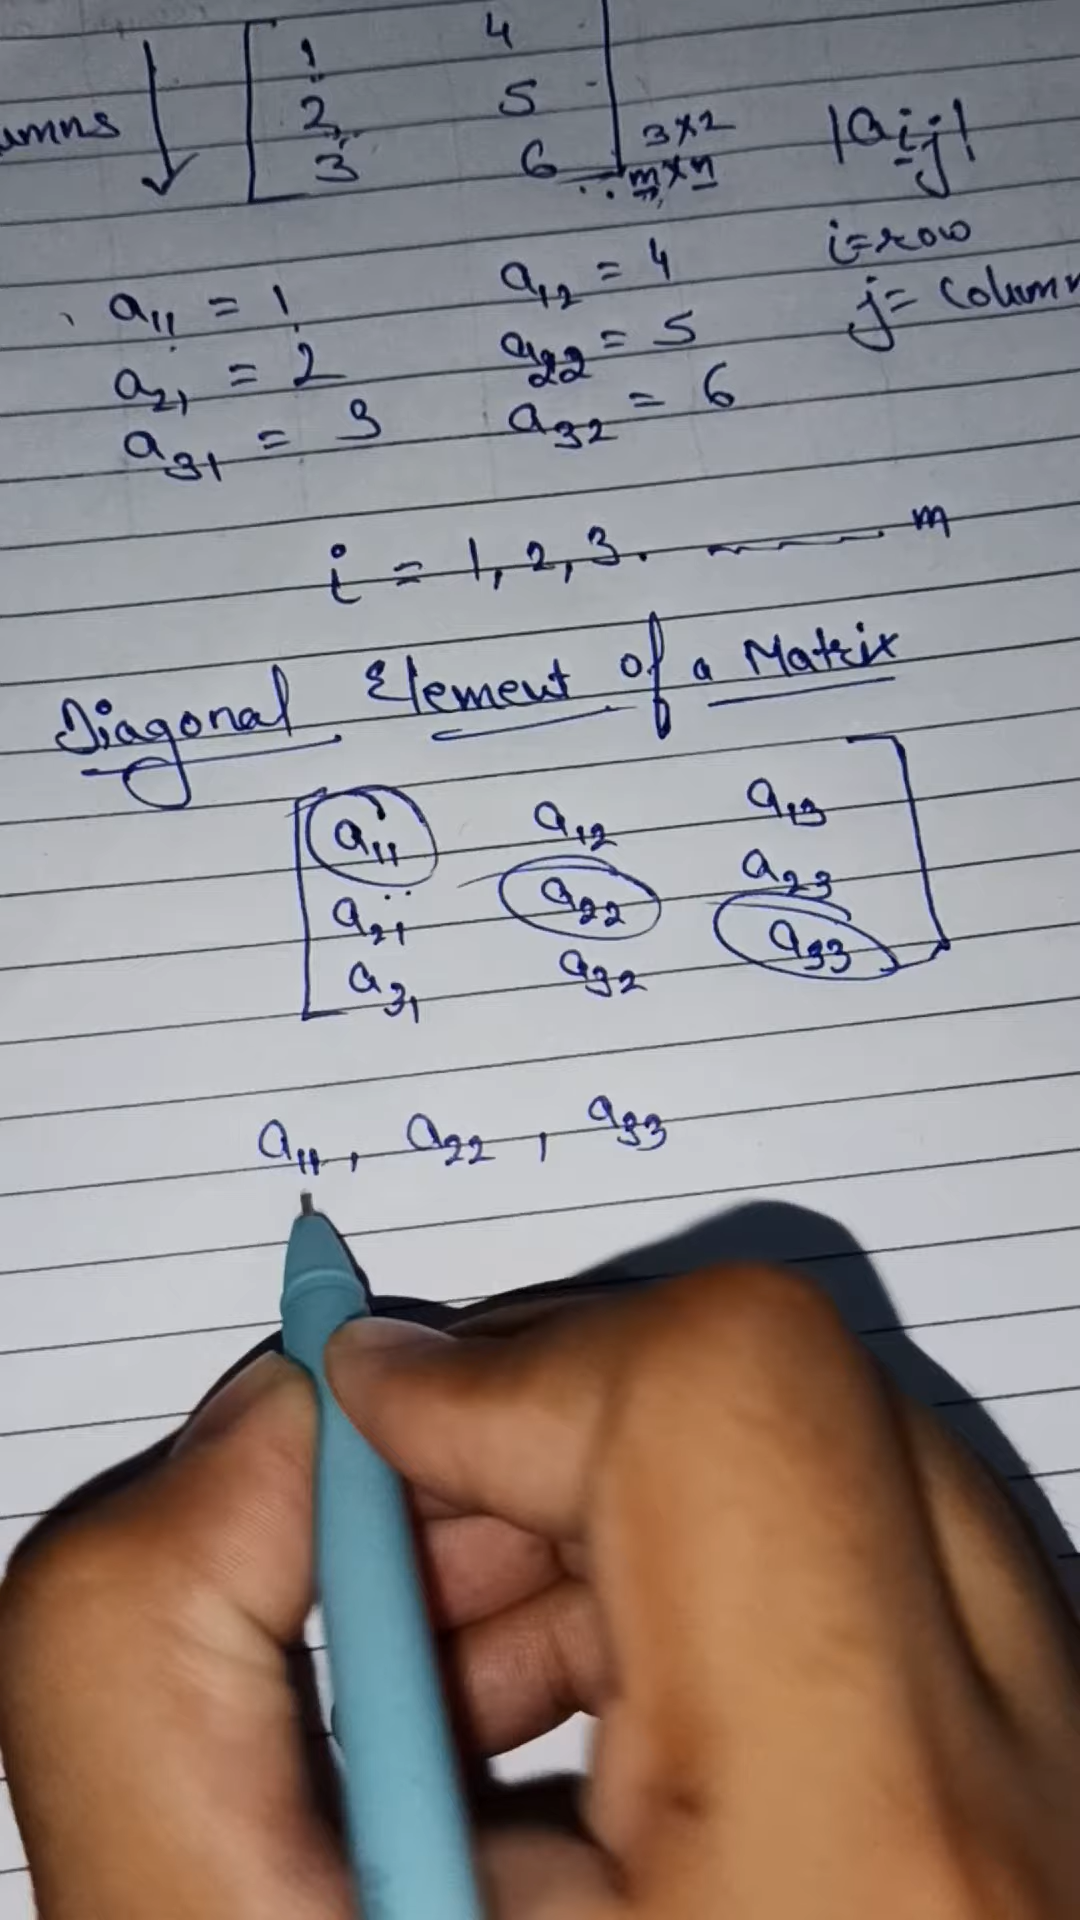 1 4
2 5
3 6
umns
3×2
m×n
|aij|
i=row
j= Column
a11 = 1 a12 = 4
a21 = 2 a22 = 5
a31 = 3 a32 = 6
i = 1, 2, 3. ------- m
Diagonal Element of a Matrix
a11 a12 a13
a21 a22 a23
a31 a32 a33
a11, a22, a33